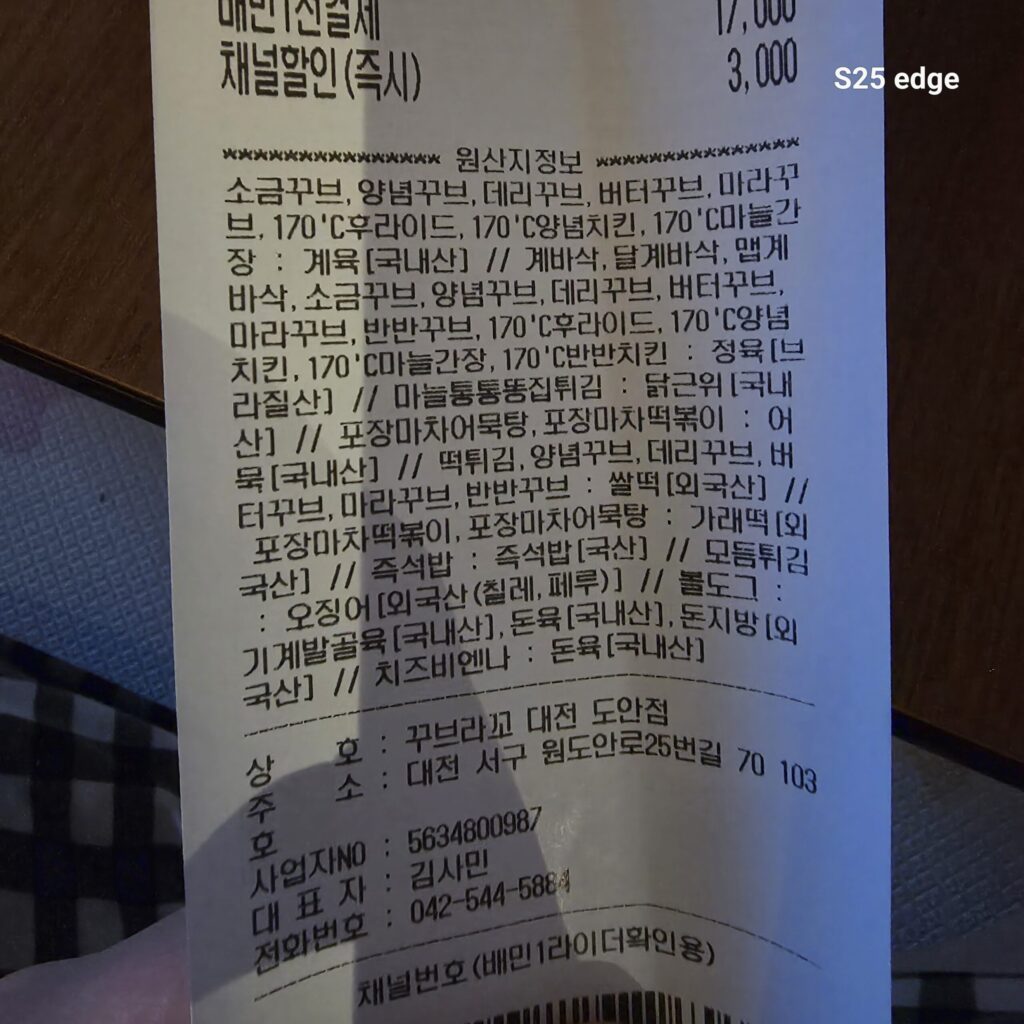 배민1선결제 17,000
채널할인(즉시) 3,000
S25 edge
*************** 원산지정보 ***************
소금꾸브, 양념꾸브, 데리꾸브, 버터꾸브, 마라꾸
브, 170'C후라이드, 170'C양념치킨, 170'C마늘간
장 : 계육[국내산] // 계바삭, 달계바삭, 맵계
바삭, 소금꾸브, 양념꾸브, 데리꾸브, 버터꾸브,
마라꾸브, 반반꾸브, 170'C후라이드, 170'C양념
치킨, 170'C마늘간장, 170'C반반치킨 : 정육[브
라질산] // 마늘통통똥집튀김 : 닭근위[국내
산] // 포장마차어묵탕, 포장마차떡볶이 : 어
묵[국내산] // 떡튀김, 양념꾸브, 데리꾸브, 버
터꾸브, 마라꾸브, 반반꾸브 : 쌀떡[외국산] //
포장마차떡볶이, 포장마차어묵탕 : 가래떡[외
국산] // 즉석밥 : 즉석밥[국산] // 모듬튀김
: 오징어[외국산(칠레,페루)] // 볼도그 :
기계발골육[국내산], 돈육[국내산], 돈지방[외
국산] // 치즈비엔나 : 돈육[국내산]
상 호 : 꾸브라꼬 대전 도안점
주 소 : 대전 서구 원도안로25번길 70 103
호
사업자NO : 5634800987
대 표 자 : 김사민
전화번호 : 042-544-5884
채널번호(배민1라이더확인용)